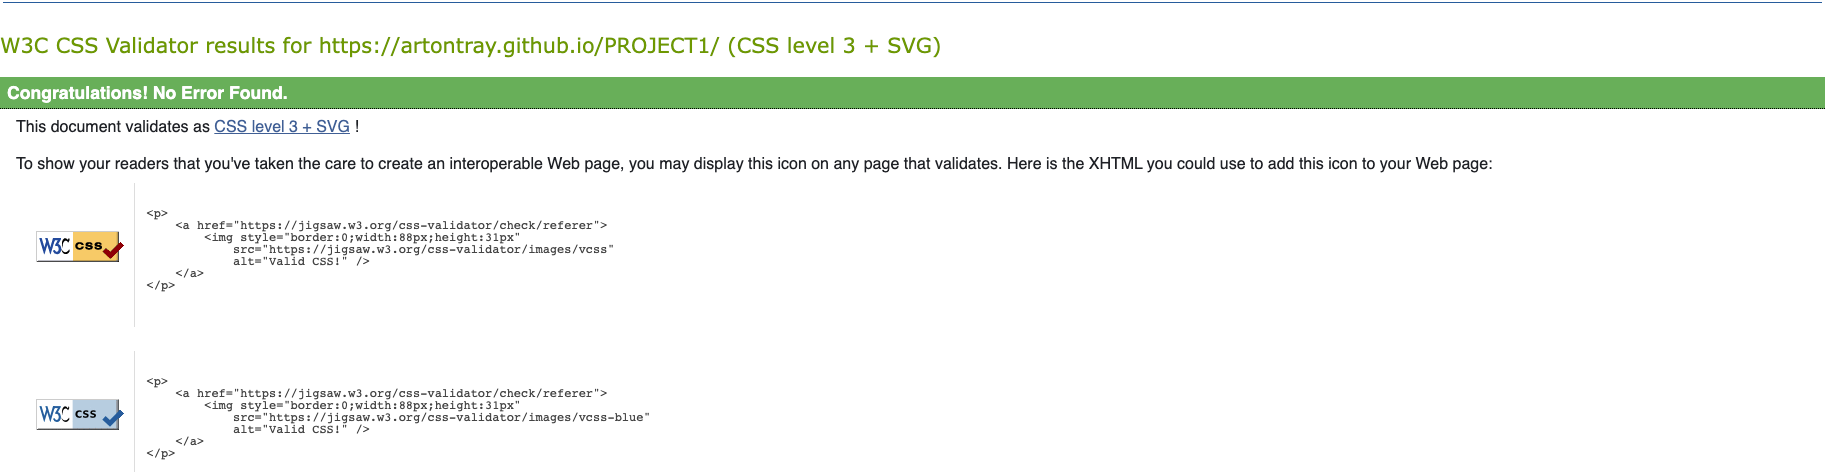 W3C CSS Validator results for https://artontray.github.io/PROJECT1/ (CSS level 3 + SVG)
Congratulations! No Error Found.
This document validates as CSS level 3 + SVG !
To show your readers that you've taken the care to create an interoperable Web page, you may display this icon on any page that validates. Here is the XHTML you could use to add this icon to your Web page:
W3C css
<p>
    <a href="https://jigsaw.w3.org/css-validator/check/referer">
        <img style="border:0;width:88px;height:31px"
            src="https://jigsaw.w3.org/css-validator/images/vcss"
            alt="Valid CSS!" />
    </a>
</p>
W3C css
<p>
    <a href="https://jigsaw.w3.org/css-validator/check/referer">
        <img style="border:0;width:88px;height:31px"
            src="https://jigsaw.w3.org/css-validator/images/vcss-blue"
            alt="Valid CSS!" />
    </a>
</p>